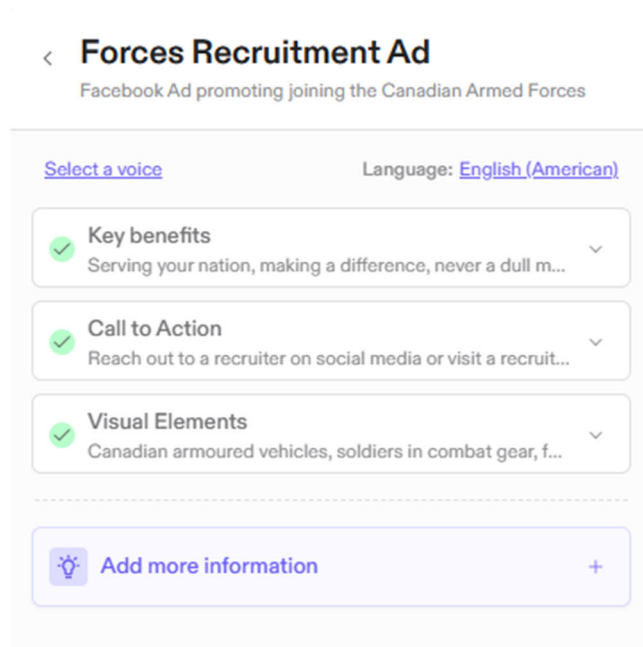 Forces Recruitment Ad
Facebook Ad promoting joining the Canadian Armed Forces
Select a voice
Language: English (American)
Key benefits
Serving your nation, making a difference, never a dull m...
Call to Action
Reach out to a recruiter on social media or visit a recruit...
Visual Elements
Canadian armoured vehicles, soldiers in combat gear, f...
Add more information